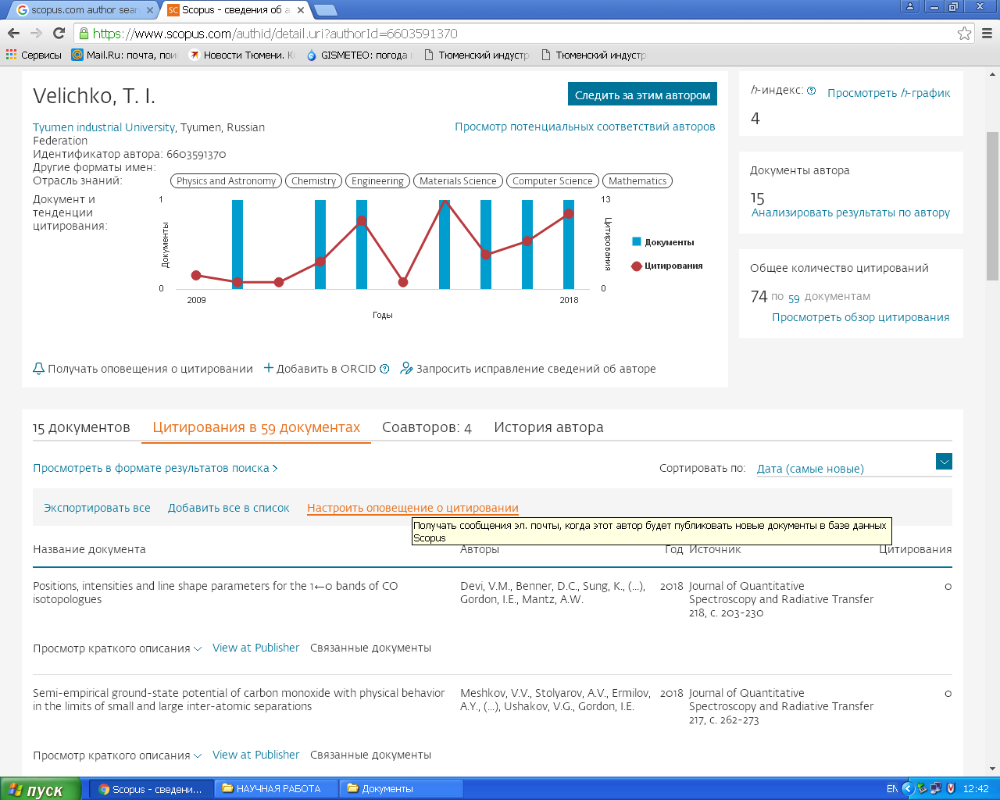 scopus.com author sear
Scopus - сведения об а
https://www.scopus.com/authid/detail.uri?authorId=6603591370
Сервисы
Mail.Ru: почта, пои
Новости Тюмени. К
GISMETEO: погода
Тюменский индустр
Тюменский индустр
Velichko, T. I.
Следить за этим автором
Tyumen industrial University, Tyumen, Russian
Federation
Просмотр потенциальных соответствий авторов
Идентификатор автора: 6603591370
Другие форматы имен:
Отрасль знаний:
Physics and Astronomy
Chemistry
Engineering
Materials Science
Computer Science
Mathematics
Документ и
тенденции
цитирования:
1
0
Документы
13
0
Цитирования
2009
2018
Годы
Документы
Цитирования
Получать оповещения о цитировании
Добавить в ORCID
Запросить исправление сведений об авторе
h-индекс:
Просмотреть h-график
4
Документы автора
15
Анализировать результаты по автору
Общее количество цитирований
74 по 59 документам
Просмотреть обзор цитирования
15 документов
Цитирования в 59 документах
Соавторов: 4
История автора
Просмотреть в формате результатов поиска
Сортировать по:
Дата (самые новые)
Экспортировать все
Добавить все в список
Настроить оповещение о цитировании
Получать сообщения эл. почты, когда этот автор будет публиковать новые документы в базе данных
Scopus
Название документа
Авторы
Год
Источник
Цитирования
Positions, intensities and line shape parameters for the 1←0 bands of CO
isotopologues
Devi, V.M., Benner, D.C., Sung, K., (...),
Gordon, I.E., Mantz, A.W.
2018
Journal of Quantitative
Spectroscopy and Radiative Transfer
218, c. 203-230
0
Просмотр краткого описания
View at Publisher
Связанные документы
Semi-empirical ground-state potential of carbon monoxide with physical behavior
in the limits of small and large inter-atomic separations
Meshkov, V.V., Stolyarov, A.V., Ermilov,
A.Y., (...), Ushakov, V.G., Gordon, I.E.
2018
Journal of Quantitative
Spectroscopy and Radiative Transfer
217, c. 262-273
0
Просмотр краткого описания
View at Publisher
Связанные документы
пуск
Scopus - сведени...
НАУЧНАЯ РАБОТА
Документы
EN
12:42